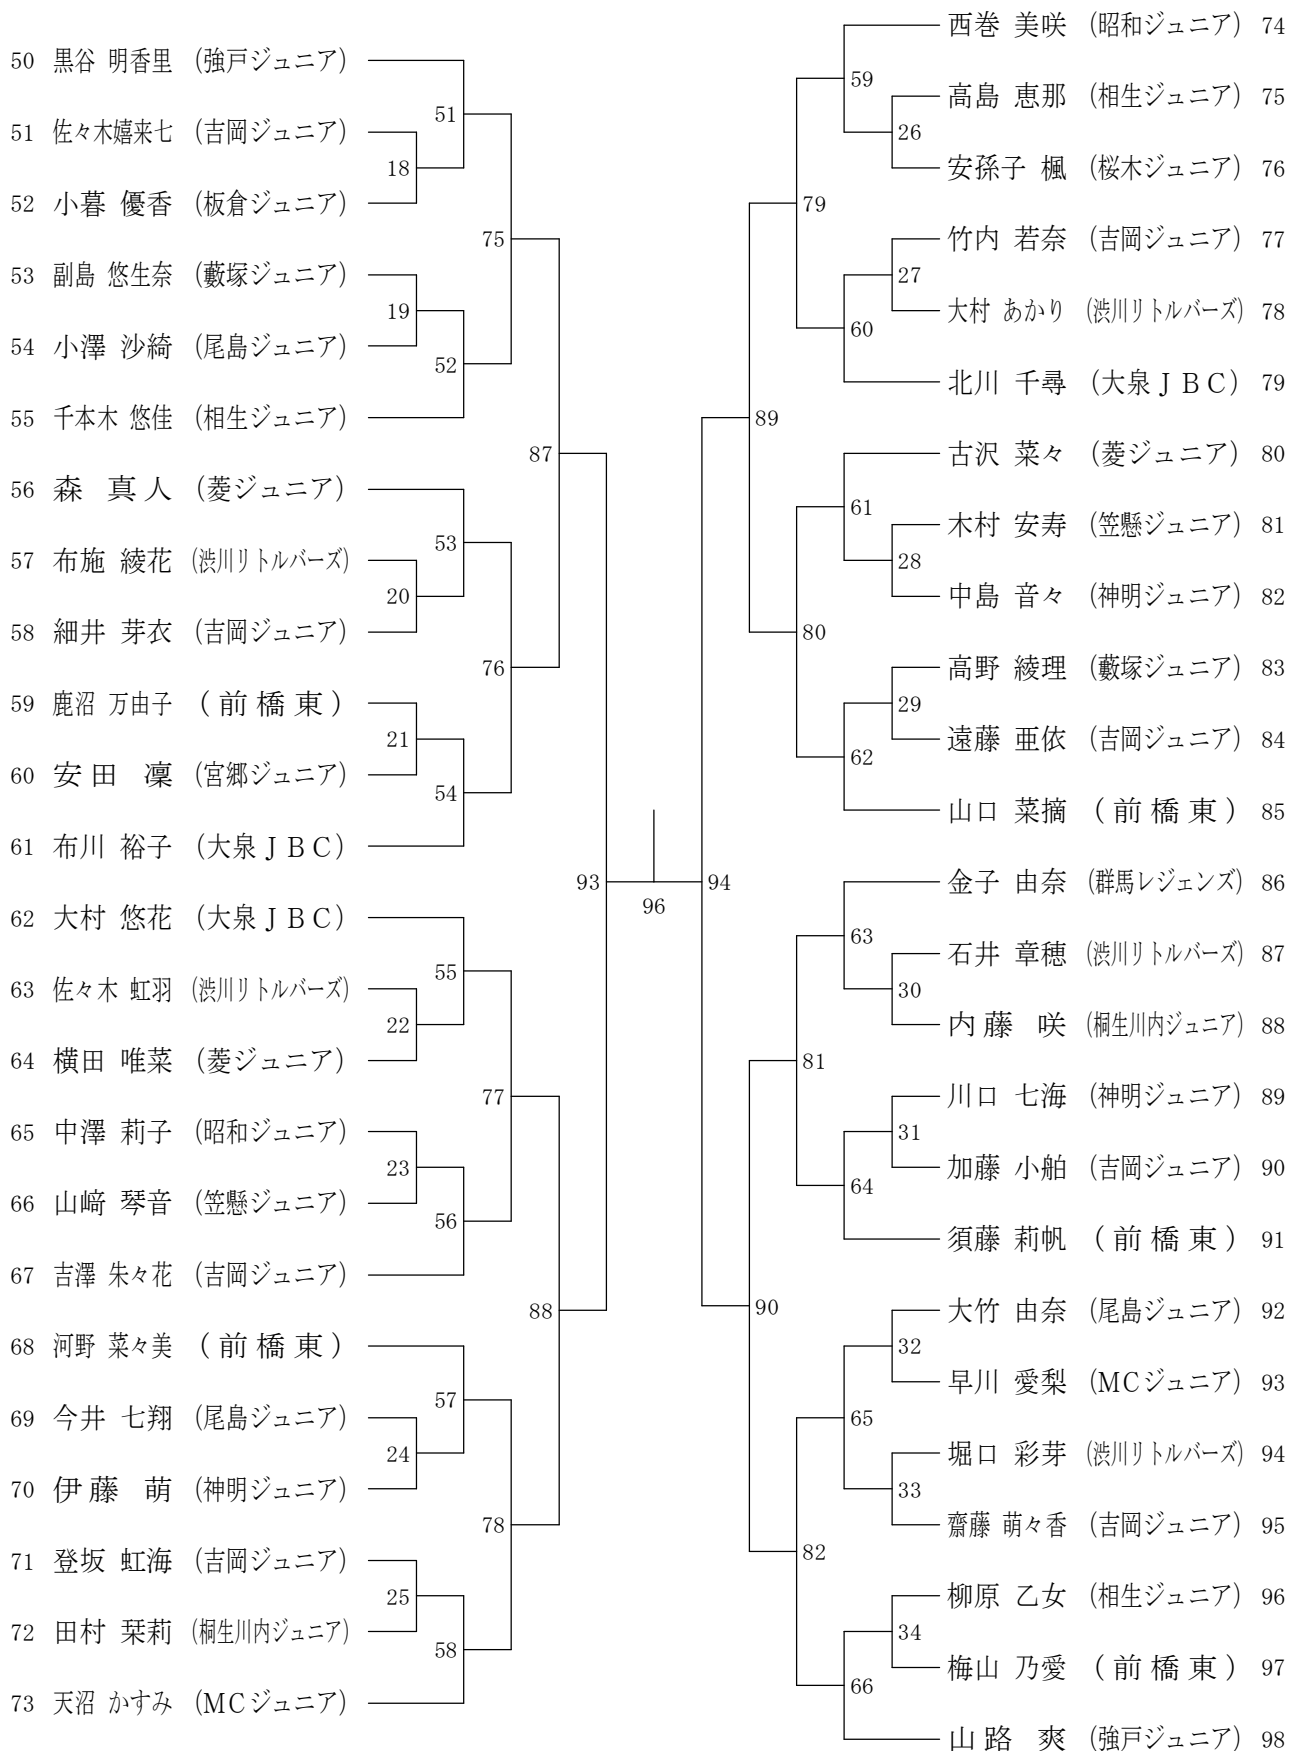 50 黒谷 明香里 (強戸ジュニア)
51 佐々木嬉来七 (吉岡ジュニア)
52 小暮 優香 (板倉ジュニア)
53 副島 悠生奈 (藪塚ジュニア)
54 小澤 沙綺 (尾島ジュニア)
55 千本木 悠佳 (相生ジュニア)
56 森 真人 (菱ジュニア)
57 布施 綾花 (渋川リトルバーズ)
58 細井 芽衣 (吉岡ジュニア)
59 鹿沼 万由子 (前橋東)
60 安田 凜 (宮郷ジュニア)
61 布川 裕子 (大泉JBC)
62 大村 悠花 (大泉JBC)
63 佐々木 虹羽 (渋川リトルバーズ)
64 横田 唯菜 (菱ジュニア)
65 中澤 莉子 (昭和ジュニア)
66 山﨑 琴音 (笠懸ジュニア)
67 吉澤 朱々花 (吉岡ジュニア)
68 河野 菜々美 (前橋東)
69 今井 七翔 (尾島ジュニア)
70 伊藤 萌 (神明ジュニア)
71 登坂 虹海 (吉岡ジュニア)
72 田村 栞莉 (桐生川内ジュニア)
73 天沼 かすみ (MCジュニア)
18
19
20
21
22
23
24
25
51
52
53
54
55
56
57
58
75
76
77
78
87
88
93
96
94
89
90
79
80
81
82
59
60
61
62
63
64
65
66
26
27
28
29
30
31
32
33
34
西巻 美咲 (昭和ジュニア) 74
高島 恵那 (相生ジュニア) 75
安孫子 楓 (桜木ジュニア) 76
竹内 若奈 (吉岡ジュニア) 77
大村 あかり (渋川リトルバーズ) 78
北川 千尋 (大泉JBC) 79
古沢 菜々 (菱ジュニア) 80
木村 安寿 (笠懸ジュニア) 81
中島 音々 (神明ジュニア) 82
高野 綾理 (藪塚ジュニア) 83
遠藤 亜依 (吉岡ジュニア) 84
山口 菜摘 (前橋東) 85
金子 由奈 (群馬レジェンズ) 86
石井 章穂 (渋川リトルバーズ) 87
内藤 咲 (桐生川内ジュニア) 88
川口 七海 (神明ジュニア) 89
加藤 小舶 (吉岡ジュニア) 90
須藤 莉帆 (前橋東) 91
大竹 由奈 (尾島ジュニア) 92
早川 愛梨 (MCジュニア) 93
堀口 彩芽 (渋川リトルバーズ) 94
齋藤 萌々香 (吉岡ジュニア) 95
柳原 乙女 (相生ジュニア) 96
梅山 乃愛 (前橋東) 97
山路 爽 (強戸ジュニア) 98